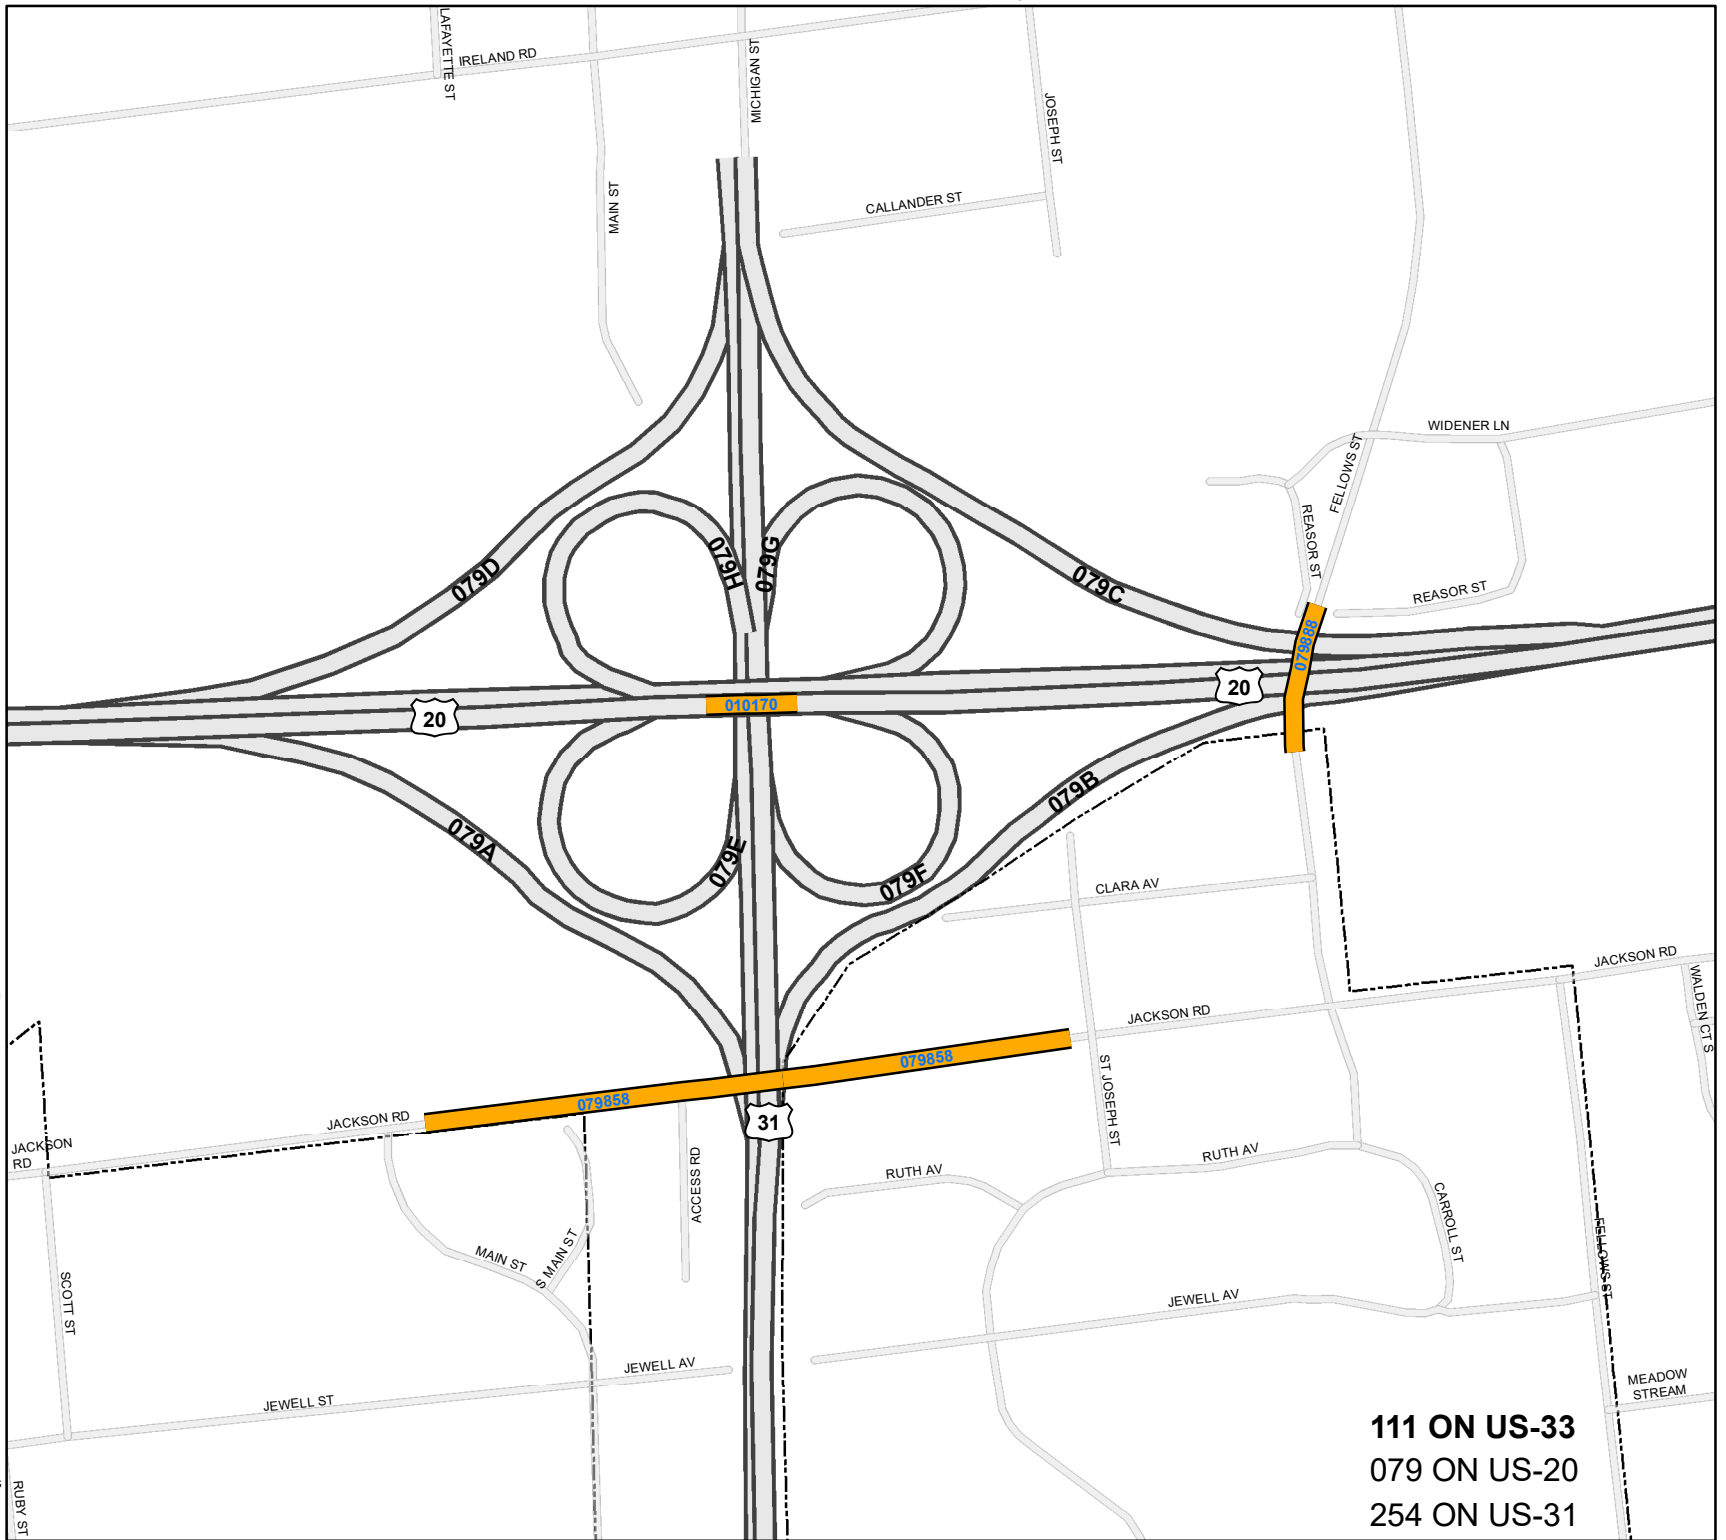 LAFAYETTE ST
IRELAND RD
MICHIGAN ST
JOSEPH ST
MAIN ST
CALLANDER ST
WIDENER LN
FELLOWS ST
REASOR ST
REASOR ST
079D
079H
079G
079C
079888
20
20
010170
079A
079E
079F
079B
CLARA AV
JACKSON RD
WALDEN CT S
JACKSON RD
079858
079858
ST JOSEPH ST
31
JACKSON RD
JACKSON
RD
ACCESS RD
RUTH AV
RUTH AV
CARROLL ST
FELLOWS ST
MAIN ST
S MAIN ST
SCOTT ST
JEWELL AV
JEWELL AV
JEWELL ST
MEADOW
STREAM
RUBY ST
111 ON US-33
079 ON US-20
254 ON US-31